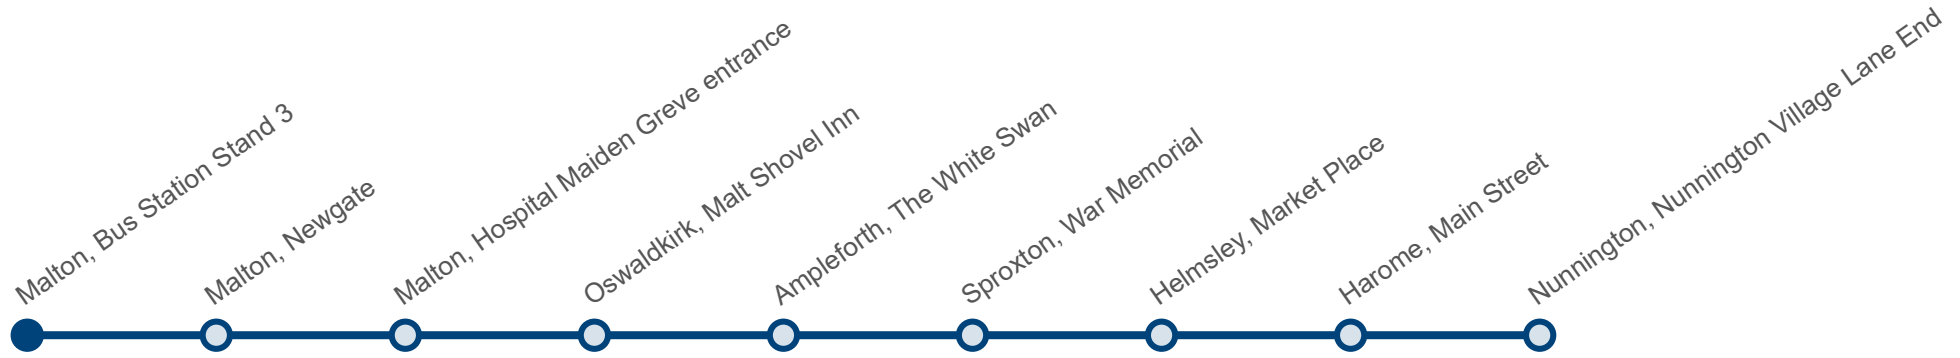 Malton, Bus Station Stand 3
Malton, Newgate
Malton, Hospital Maiden Greve entrance
Oswaldkirk, Malt Shovel Inn
Ampleforth, The White Swan
Sproxton, War Memorial
Helmsley, Market Place
Harome, Main Street
Nunnington, Nunnington Village Lane End